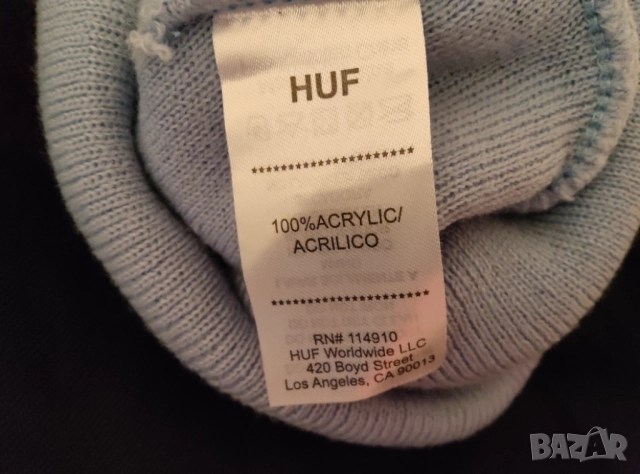 HUF
100%ACRYLIC/
ACRILICO
RN# 114910
HUF Worldwide LLC
420 Boyd Street
Los Angeles, CA 90013
BAZAR